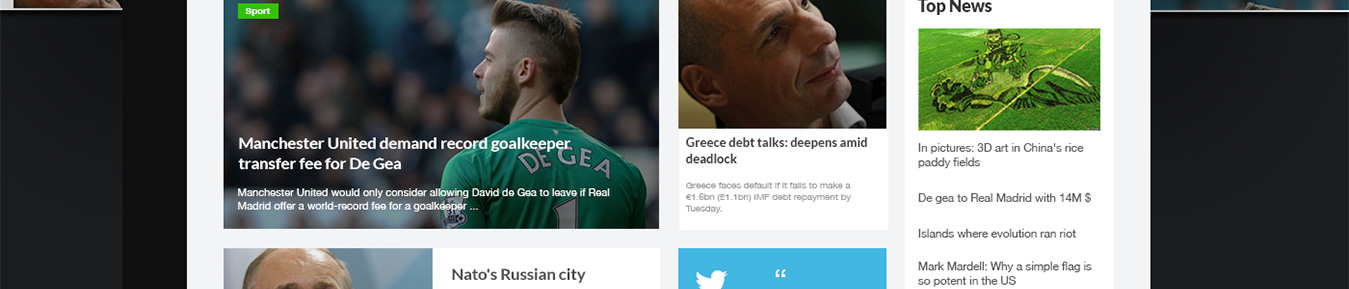 Sport
Manchester United demand record goalkeeper
transfer fee for De Gea
Manchester United would only consider allowing David de Gea to leave if Real
Madrid offer a world-record fee for a goalkeeper ...
DE GEA
1
Greece debt talks: deepens amid
deadlock
Greece faces default if it fails to make a
€1.6bn (£1.1bn) IMF debt repayment by
Tuesday.
Top News
In pictures: 3D art in China's rice
paddy fields
De gea to Real Madrid with 14M $
Islands where evolution ran riot
Mark Mardell: Why a simple flag is
so potent in the US
Nato's Russian city
“